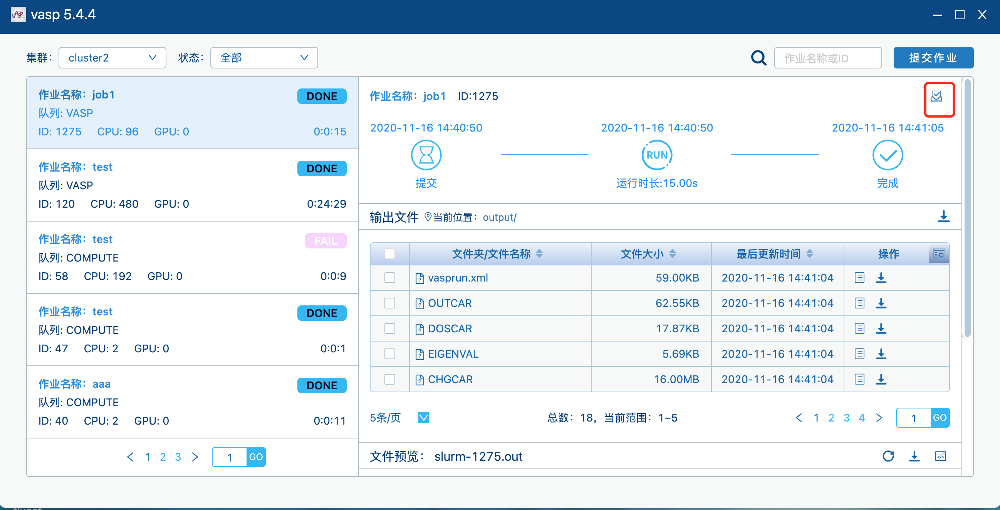 vasp 5.4.4
集群： cluster2 状态： 全部 作业名称或ID 提交作业
作业名称：job1 DONE
队列: VASP
ID: 1275 CPU: 96 GPU: 0 0:0:15
作业名称：test DONE
队列: VASP
ID: 120 CPU: 480 GPU: 0 0:24:29
作业名称：test FAIL
队列: COMPUTE
ID: 58 CPU: 192 GPU: 0 0:0:9
作业名称：test DONE
队列: COMPUTE
ID: 47 CPU: 2 GPU: 0 0:0:1
作业名称：aaa DONE
队列: COMPUTE
ID: 40 CPU: 2 GPU: 0 0:0:11
< 1 2 3 > 1 GO
作业名称：job1 ID:1275
2020-11-16 14:40:50 2020-11-16 14:40:50 2020-11-16 14:41:05
RUN
提交 运行时长:15.00s 完成
输出文件 当前位置： output/
文件夹/文件名称 文件大小 最后更新时间 操作
vasprun.xml 59.00KB 2020-11-16 14:41:04
OUTCAR 62.55KB 2020-11-16 14:41:04
DOSCAR 17.87KB 2020-11-16 14:41:04
EIGENVAL 5.69KB 2020-11-16 14:41:04
CHGCAR 16.00MB 2020-11-16 14:41:04
5条/页 总数：18，当前范围：1~5 < 1 2 3 4 > 1 GO
文件预览： slurm-1275.out